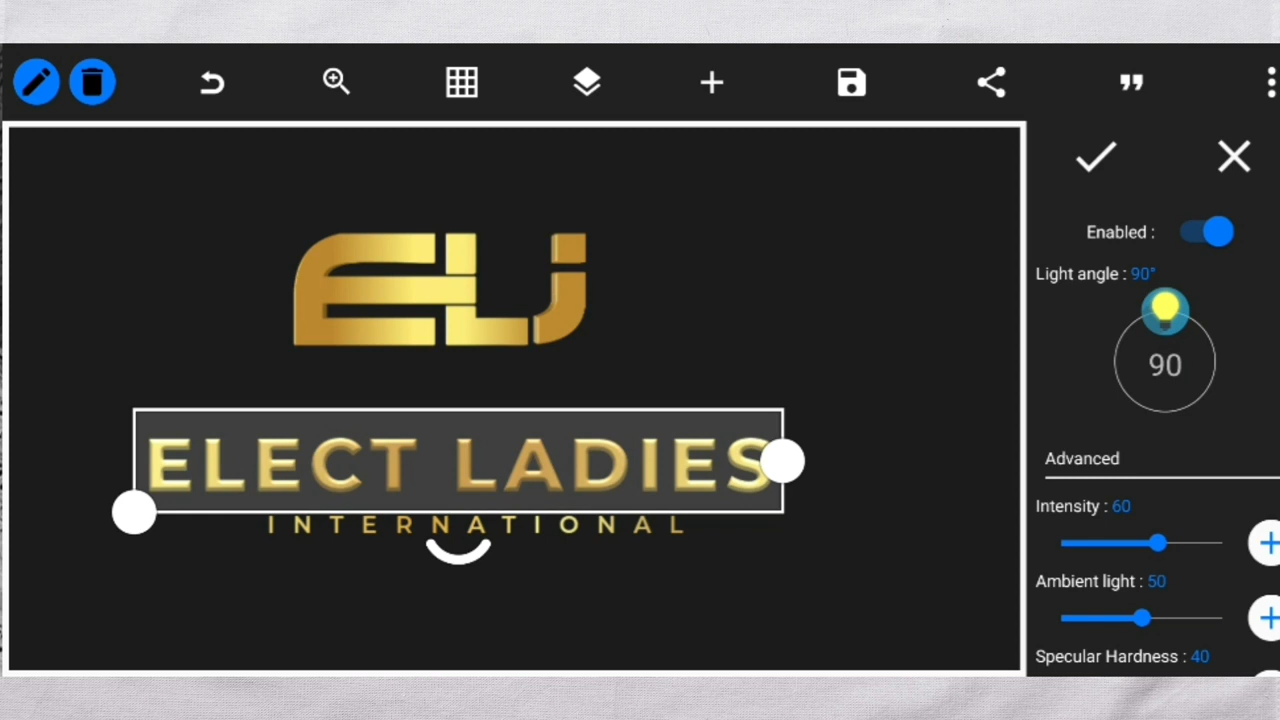 Enabled :
Light angle : 90°
90
ELI
ELECT LADIES
INTERNATIONAL
Advanced
Intensity : 60
Ambient light : 50
Specular Hardness : 40